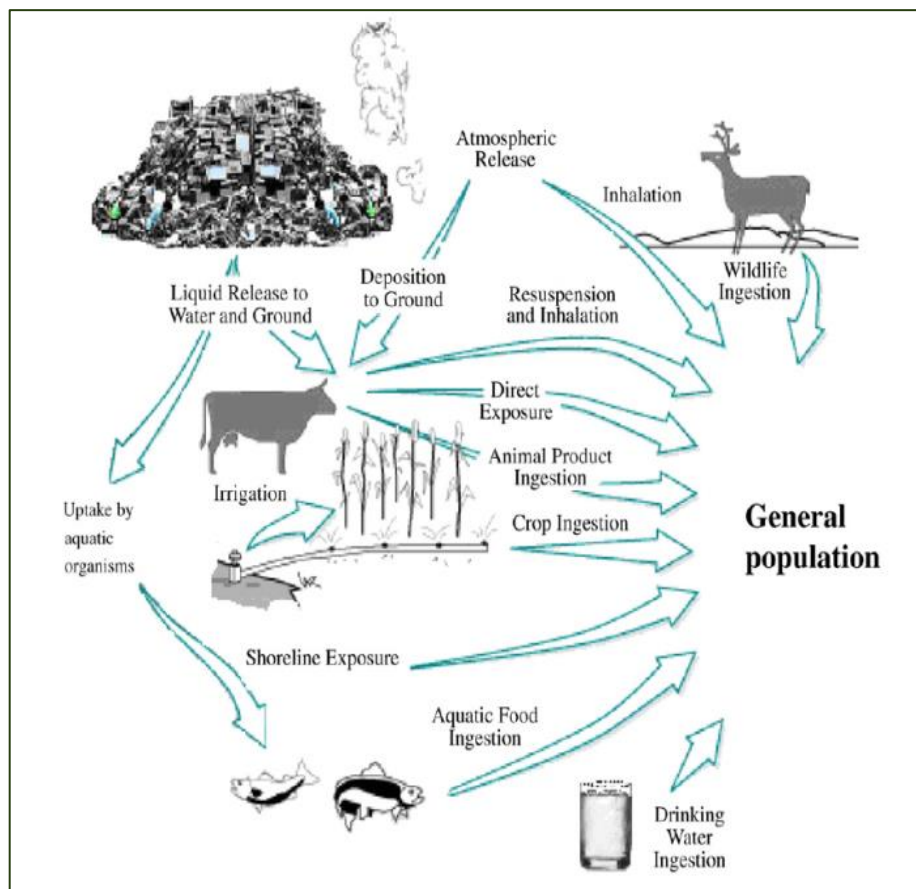 Atmospheric
Release
Inhalation
Wildlife
Ingestion
Deposition
to Ground
Liquid Release to
Water and Ground
Resuspension
and Inhalation
Direct
Exposure
Animal Product
Ingestion
Irrigation
Crop Ingestion
Uptake by
aquatic
organisms
General
population
Shoreline Exposure
Aquatic Food
Ingestion
Drinking
Water
Ingestion